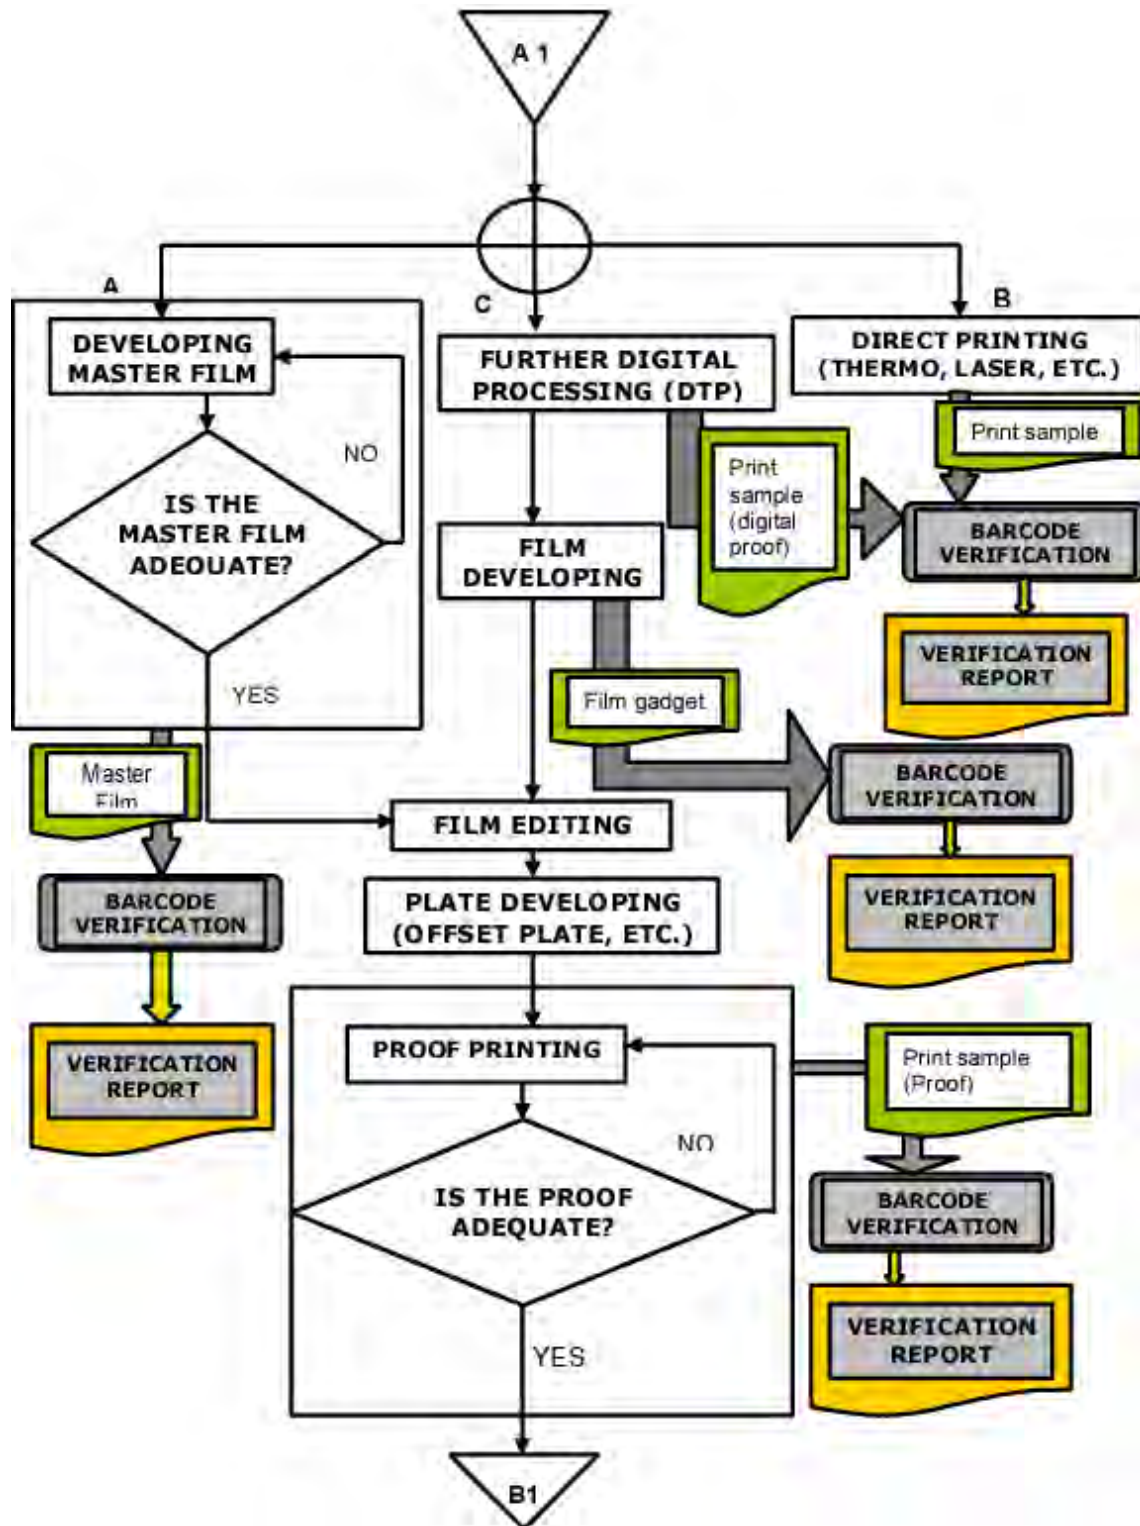 A 1
A
C
B
DEVELOPING
MASTER FILM
FURTHER DIGITAL
PROCESSING (DTP)
DIRECT PRINTING
(THERMO, LASER, ETC.)
NO
Print sample
Print
sample
(digital
proof)
IS THE
MASTER FILM
ADEOUATE?
FILM
DEVELOPING
BARCODE
VERIFICATION
VERIFICATION
REPORT
YES
Film gadget
Master
Film
BARCODE
VERIFICATION
FILM EDITING
BARCODE
VERIFICATION
PLATE DEVELOPING
(OFFSET PLATE, ETC.)
VERIFICATION
REPORT
PROOF PRINTING
VERIFICATION
REPORT
Print sample
(Proof)
NO
IS THE PROOF
ADEQUATE?
BARCODE
VERIFICATION
VERIFICATION
REPORT
YES
B1